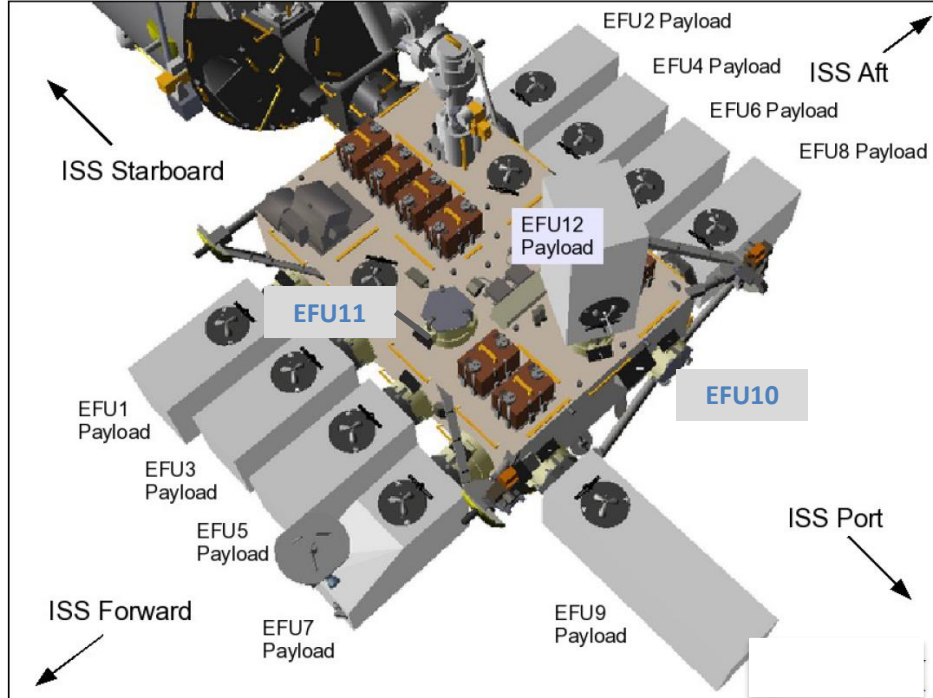 EFU2 Payload
ISS Aft
EFU4 Payload
EFU6 Payload
EFU8 Payload
ISS Starboard
EFU12
Payload
EFU11
EFU10
EFU1
Payload
EFU3
Payload
EFU5
Payload
ISS Port
ISS Forward
EFU7
Payload
EFU9
Payload